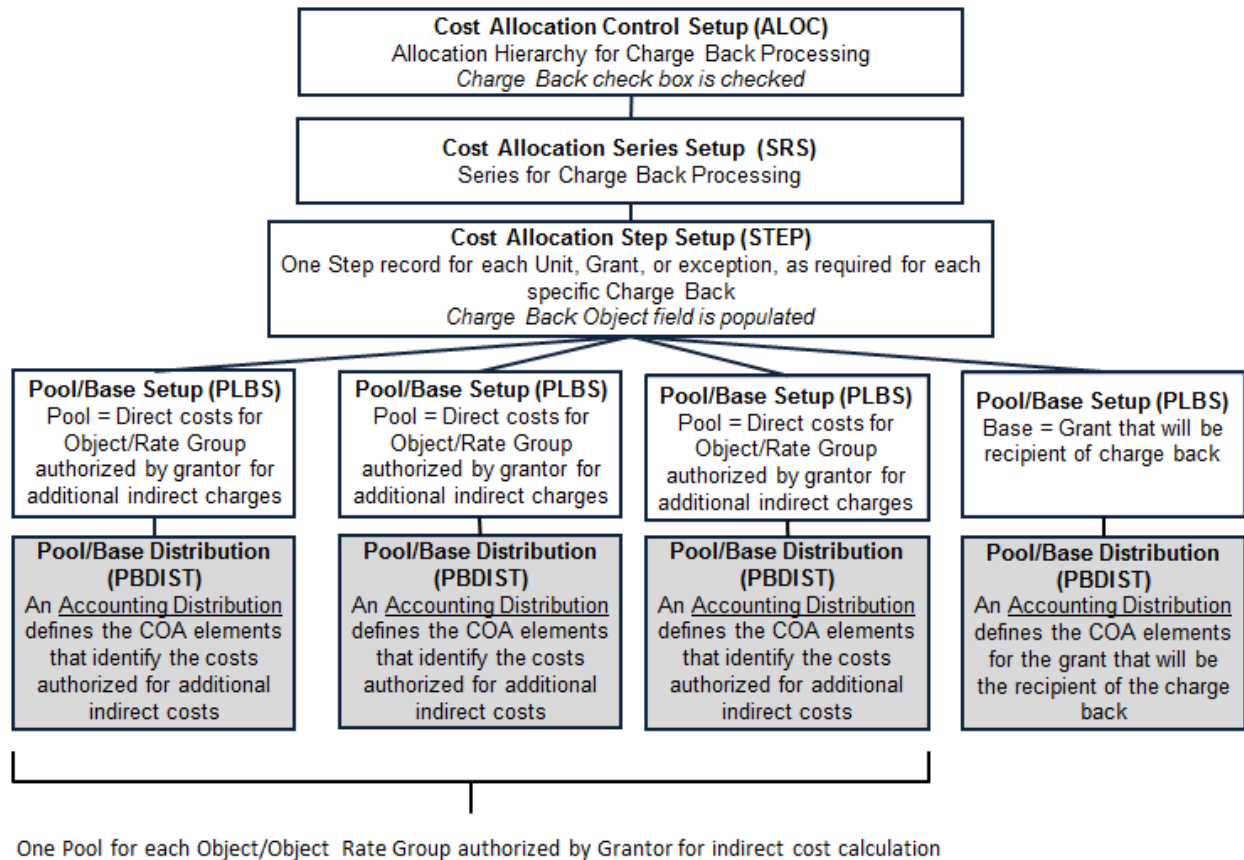 Cost Allocation Control Setup (ALOC)
Allocation Hierarchy for Charge Back Processing
Charge Back check box is checked
Cost Allocation Series Setup (SRS)
Series for Charge Back Processing
Cost Allocation Step Setup (STEP)
One Step record for each Unit, Grant, or exception, as required for each
specific Charge Back
Charge Back Object field is populated
Pool/Base Setup (PLBS)
Pool = Direct costs for
Object/Rate Group
authorized by grantor for
additional indirect charges
Pool/Base Setup (PLBS)
Pool = Direct costs for
Object/Rate Group
authorized by grantor for
additional indirect charges
Pool/Base Setup (PLBS)
Pool = Direct costs for
Object/Rate Group
authorized by grantor for
additional indirect charges
Pool/Base Setup (PLBS)
Base = Grant that will be
recipient of charge back
Pool/Base Distribution
(PBDIST)
An Accounting Distribution
defines the COA elements
that identify the costs
authorized for additional
indirect costs
Pool/Base Distribution
(PBDIST)
An Accounting Distribution
defines the COA elements
that identify the costs
authorized for additional
indirect costs
Pool/Base Distribution
(PBDIST)
An Accounting Distribution
defines the COA elements
that identify the costs
authorized for additional
indirect costs
Pool/Base Distribution
(PBDIST)
An Accounting Distribution
defines the COA elements
for the grant that will be
the recipient of the charge
back
One Pool for each Object/Object Rate Group authorized by Grantor for indirect cost calculation